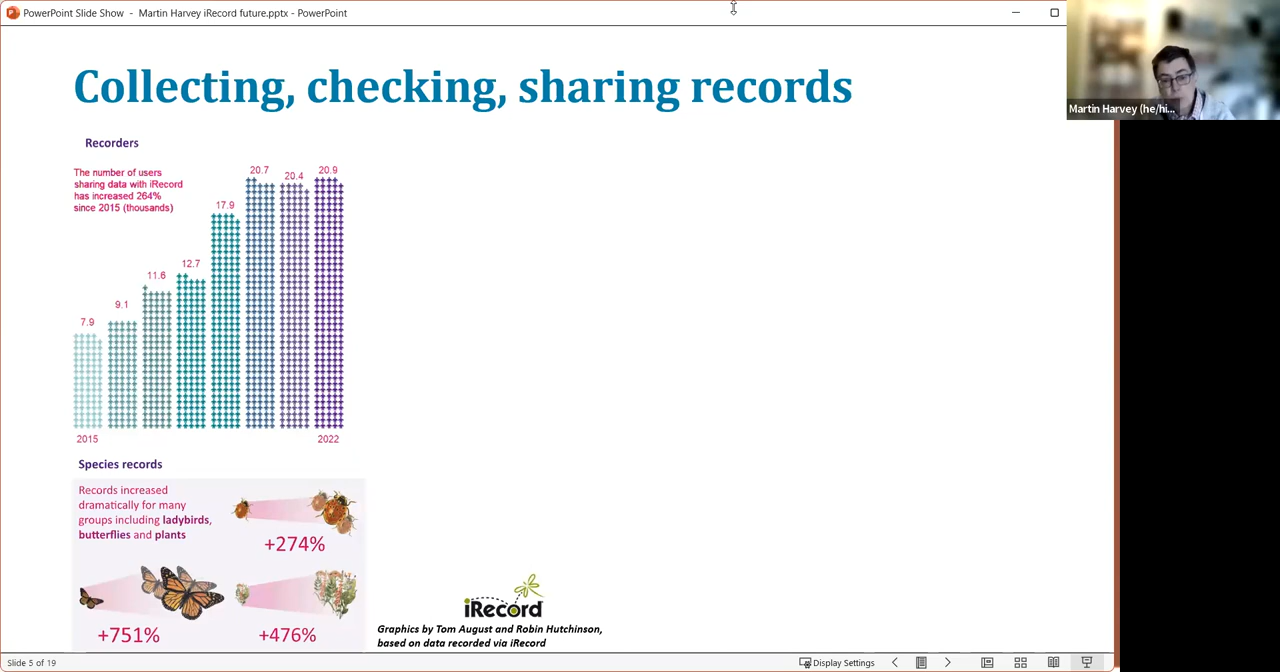 PowerPoint Slide Show - Martin Harvey iRecord future.pptx - PowerPoint
Martin Harvey (he/hi...
Collecting, checking, sharing records
Recorders
The number of users
sharing data with iRecord
has increased 264%
since 2015 (thousands)
7.9
9.1
11.6
12.7
17.9
20.7
20.4
20.9
2015
2022
Species records
Records increased
dramatically for many
groups including ladybirds,
butterflies and plants
+274%
+751%
+476%
iRecord
Graphics by Tom August and Robin Hutchinson,
based on data recorded via iRecord
Slide 5 of 19
Display Settings